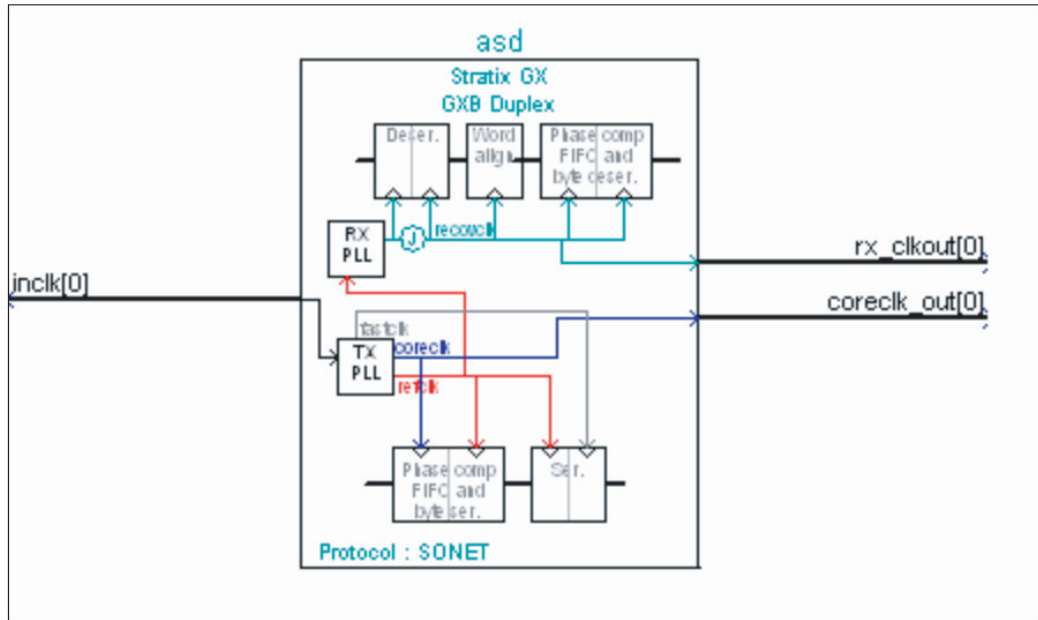 asd
Stratix GX
GXB Duplex
Deser.
Word
align
Phase comp
FIFO and
byte deser.
RX
PLL
recovclk
rx_clkout[0]
inclk[0]
coreclk_out[0]
fastclk
TX
PLL
coreclk
refclk
Phase comp
FIFO and
byte ser.
Ser.
Protocol : SONET